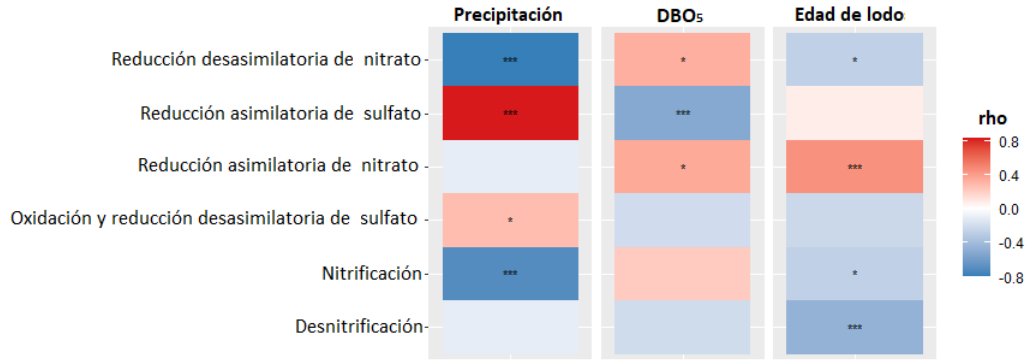 Precipitación DBO₅ Edad de lodo
Reducción desasimilatoria de nitrato *** * *
Reducción asimilatoria de sulfato *** ***
Reducción asimilatoria de nitrato * ***
Oxidación y reducción desasimilatoria de sulfato *
Nitrificación *** *
Desnitrificación ***
rho
0.8
0.4
0.0
-0.4
-0.8